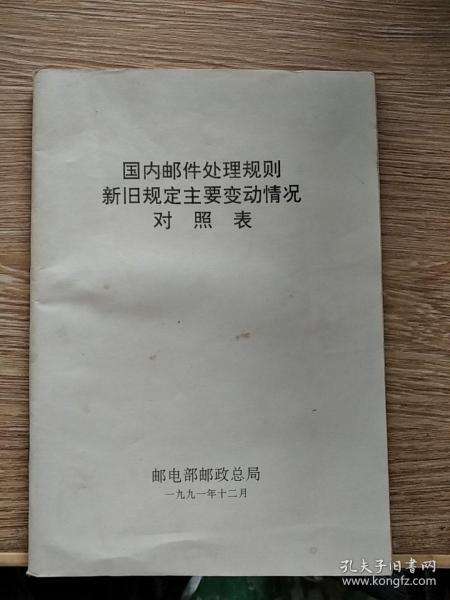 国内邮件处理规则
新旧规定主要变动情况
对照表
邮电部邮政总局
一九九一年十二月
孔夫子旧书网
www.kongfz.com